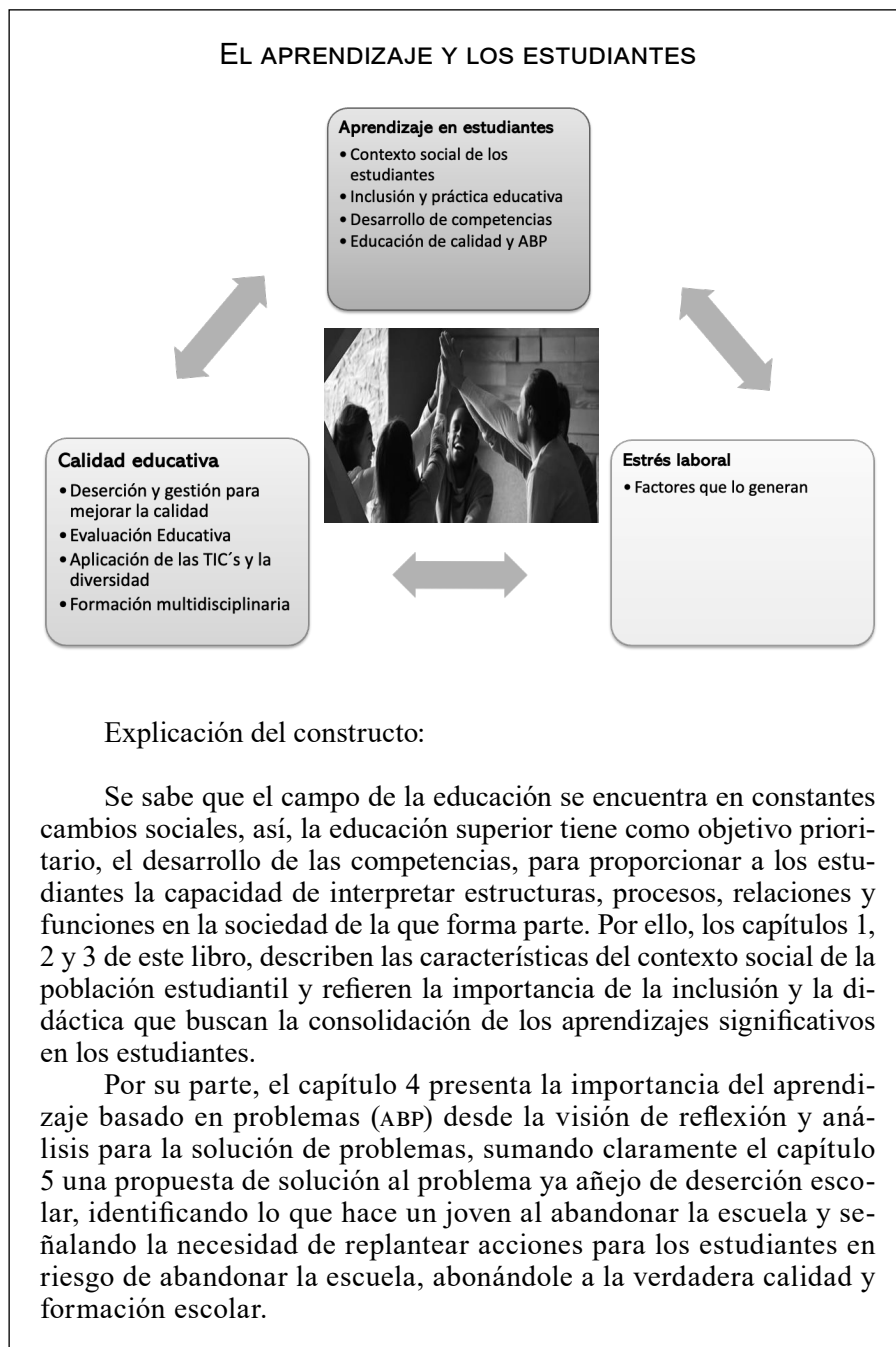 EL APRENDIZAJE Y LOS ESTUDIANTES
Aprendizaje en estudiantes
• Contexto social de los
estudiantes
• Inclusión y práctica educativa
• Desarrollo de competencias
• Educación de calidad y ABP
Calidad educativa
• Deserción y gestión para
mejorar la calidad
• Evaluación Educativa
• Aplicación de las TIC´s y la
diversidad
• Formación multidisciplinaria
Estrés laboral
• Factores que lo generan
Explicación del constructo:
Se sabe que el campo de la educación se encuentra en constantes
cambios sociales, así, la educación superior tiene como objetivo priori-
tario, el desarrollo de las competencias, para proporcionar a los estu-
diantes la capacidad de interpretar estructuras, procesos, relaciones y
funciones en la sociedad de la que forma parte. Por ello, los capítulos 1,
2 y 3 de este libro, describen las características del contexto social de la
población estudiantil y refieren la importancia de la inclusión y la di-
dáctica que buscan la consolidación de los aprendizajes significativos
en los estudiantes.
Por su parte, el capítulo 4 presenta la importancia del aprendi-
zaje basado en problemas (ABP) desde la visión de reflexión y aná-
lisis para la solución de problemas, sumando claramente el capítulo
5 una propuesta de solución al problema ya añejo de deserción esco-
lar, identificando lo que hace un joven al abandonar la escuela y se-
ñalando la necesidad de replantear acciones para los estudiantes en
riesgo de abandonar la escuela, abonándole a la verdadera calidad y
formación escolar.